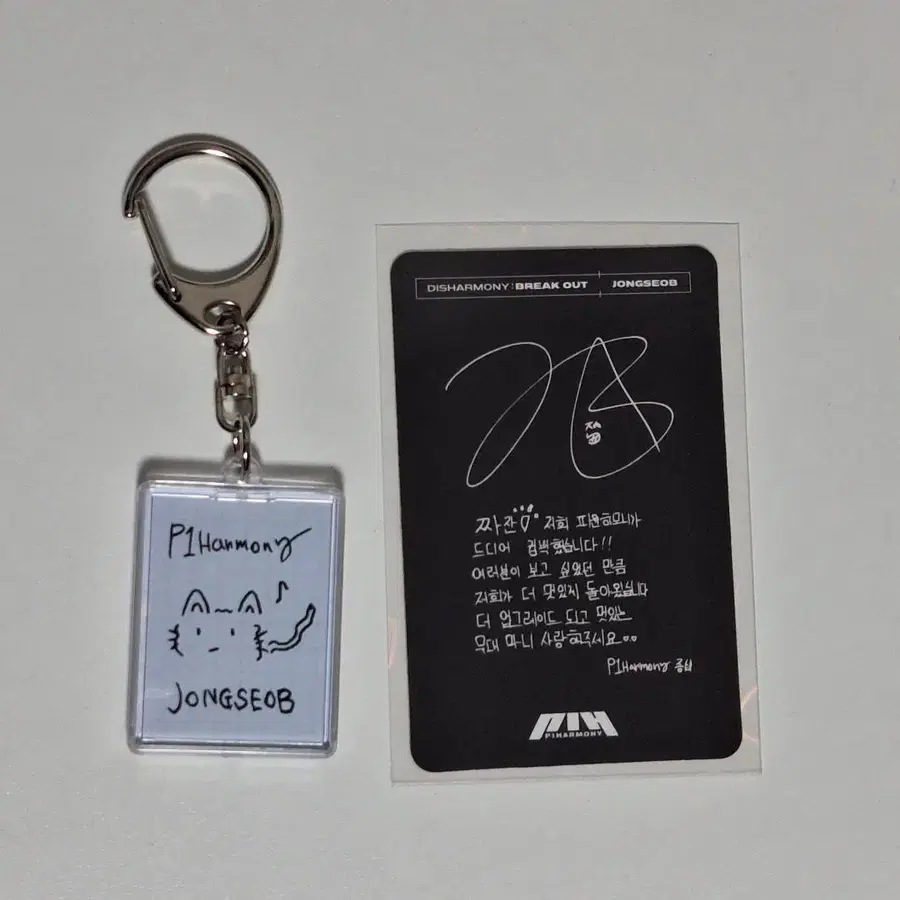 P1Harmony
JONGSEOB
DISHARMONY:BREAK OUT JONGSEOB
짜잔 저희 피원하모니가
드디어 컴백했습니다!!
여러분이 보고 싶었던 만큼
저희가 더 멋있게 돌아왔습니다
더 업그레이드 되고 멋있는
무대 마니 사랑해주세요..
P1Harmony 종섭
P1H
P1HARMONY